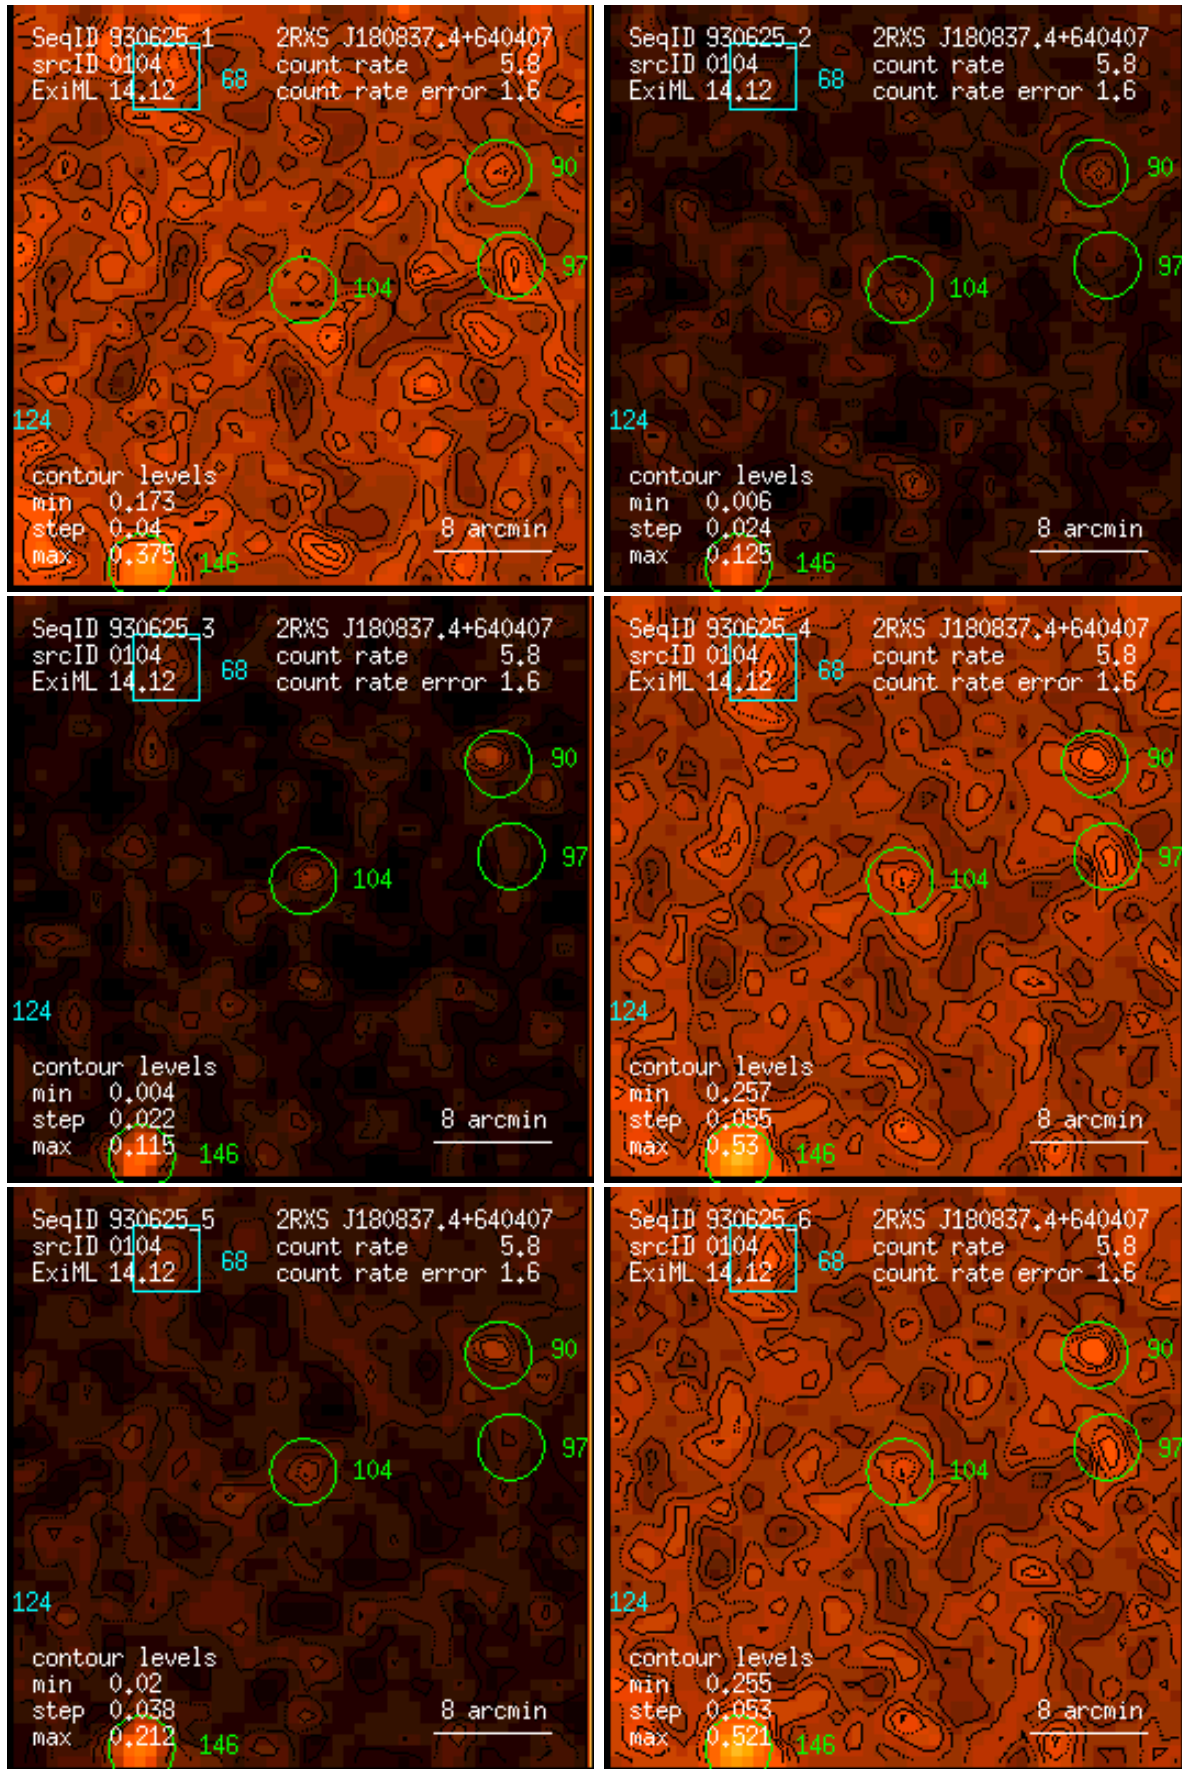 SeqID 930625_1 2RXS J180837.4+640407
srcID 0104 count rate 5.8
ExiML 14.12 count rate error 1.6
68
90
97
104
124
contour levels
min 0.173
step 0.04
max 0.375
8 arcmin
146
SeqID 930625_2 2RXS J180837.4+640407
srcID 0104 count rate 5.8
ExiML 14.12 count rate error 1.6
68
90
97
104
124
contour levels
min 0.006
step 0.024
max 0.125
8 arcmin
146
SeqID 930625_3 2RXS J180837.4+640407
srcID 0104 count rate 5.8
ExiML 14.12 count rate error 1.6
68
90
97
104
124
contour levels
min 0.004
step 0.022
max 0.115
8 arcmin
146
SeqID 930625_4 2RXS J180837.4+640407
srcID 0104 count rate 5.8
ExiML 14.12 count rate error 1.6
68
90
97
104
124
contour levels
min 0.257
step 0.055
max 0.53
8 arcmin
146
SeqID 930625_5 2RXS J180837.4+640407
srcID 0104 count rate 5.8
ExiML 14.12 count rate error 1.6
68
90
97
104
124
contour levels
min 0.02
step 0.038
max 0.212
8 arcmin
146
SeqID 930625_6 2RXS J180837.4+640407
srcID 0104 count rate 5.8
ExiML 14.12 count rate error 1.6
68
90
97
104
124
contour levels
min 0.255
step 0.053
max 0.521
8 arcmin
146